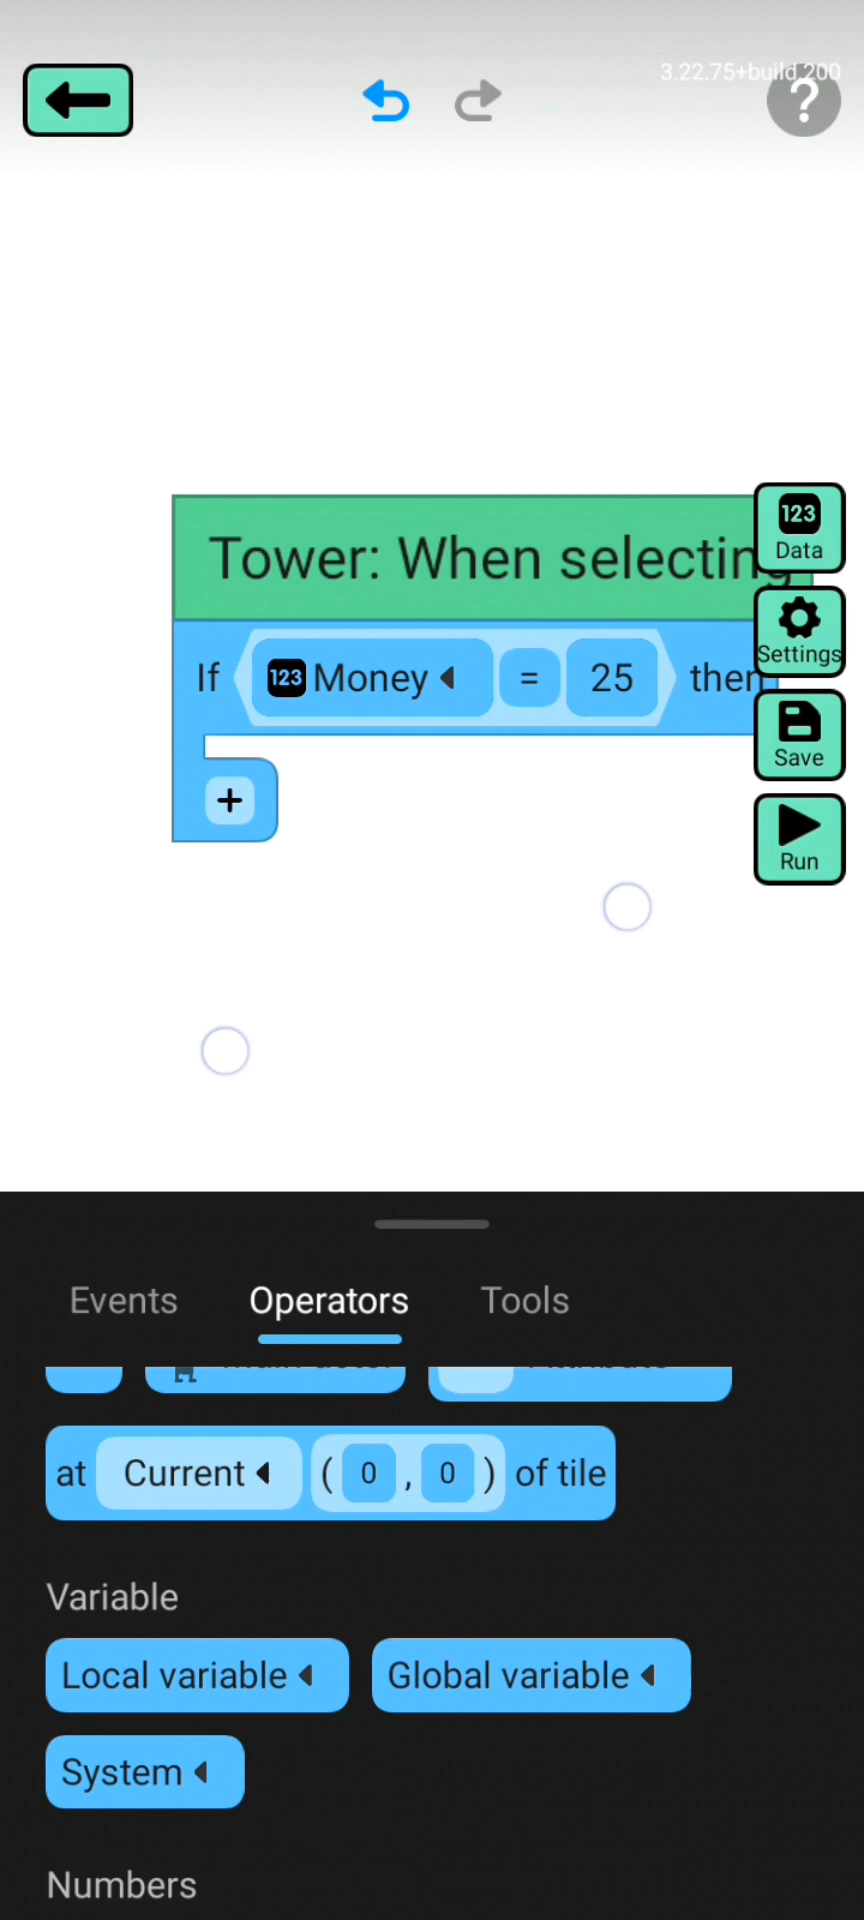 3.22.75+build.200
?
123
Data
Tower: When selecting
Settings
If 123 Money = 25 then
Save
+
Run
Events Operators Tools
at Current ( 0 , 0 ) of tile
Variable
Local variable Global variable
System
Numbers